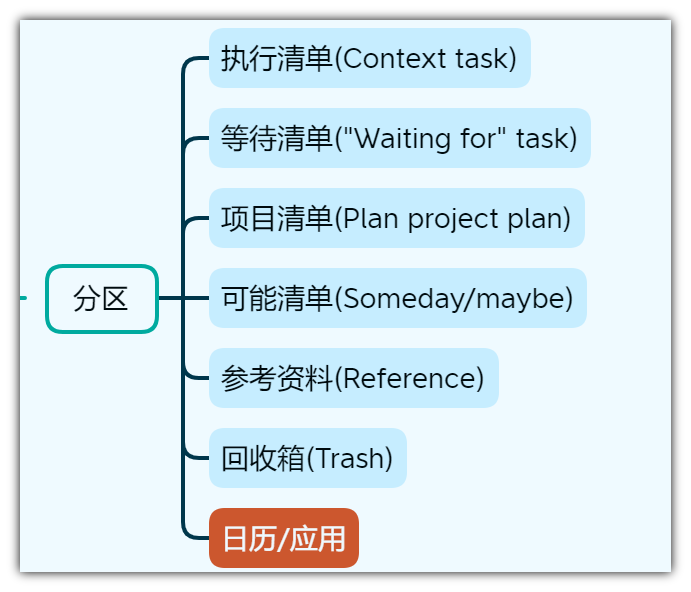 执行清单(Context task)
等待清单("Waiting for" task)
项目清单(Plan project plan)
分区
可能清单(Someday/maybe)
参考资料(Reference)
回收箱(Trash)
日历/应用